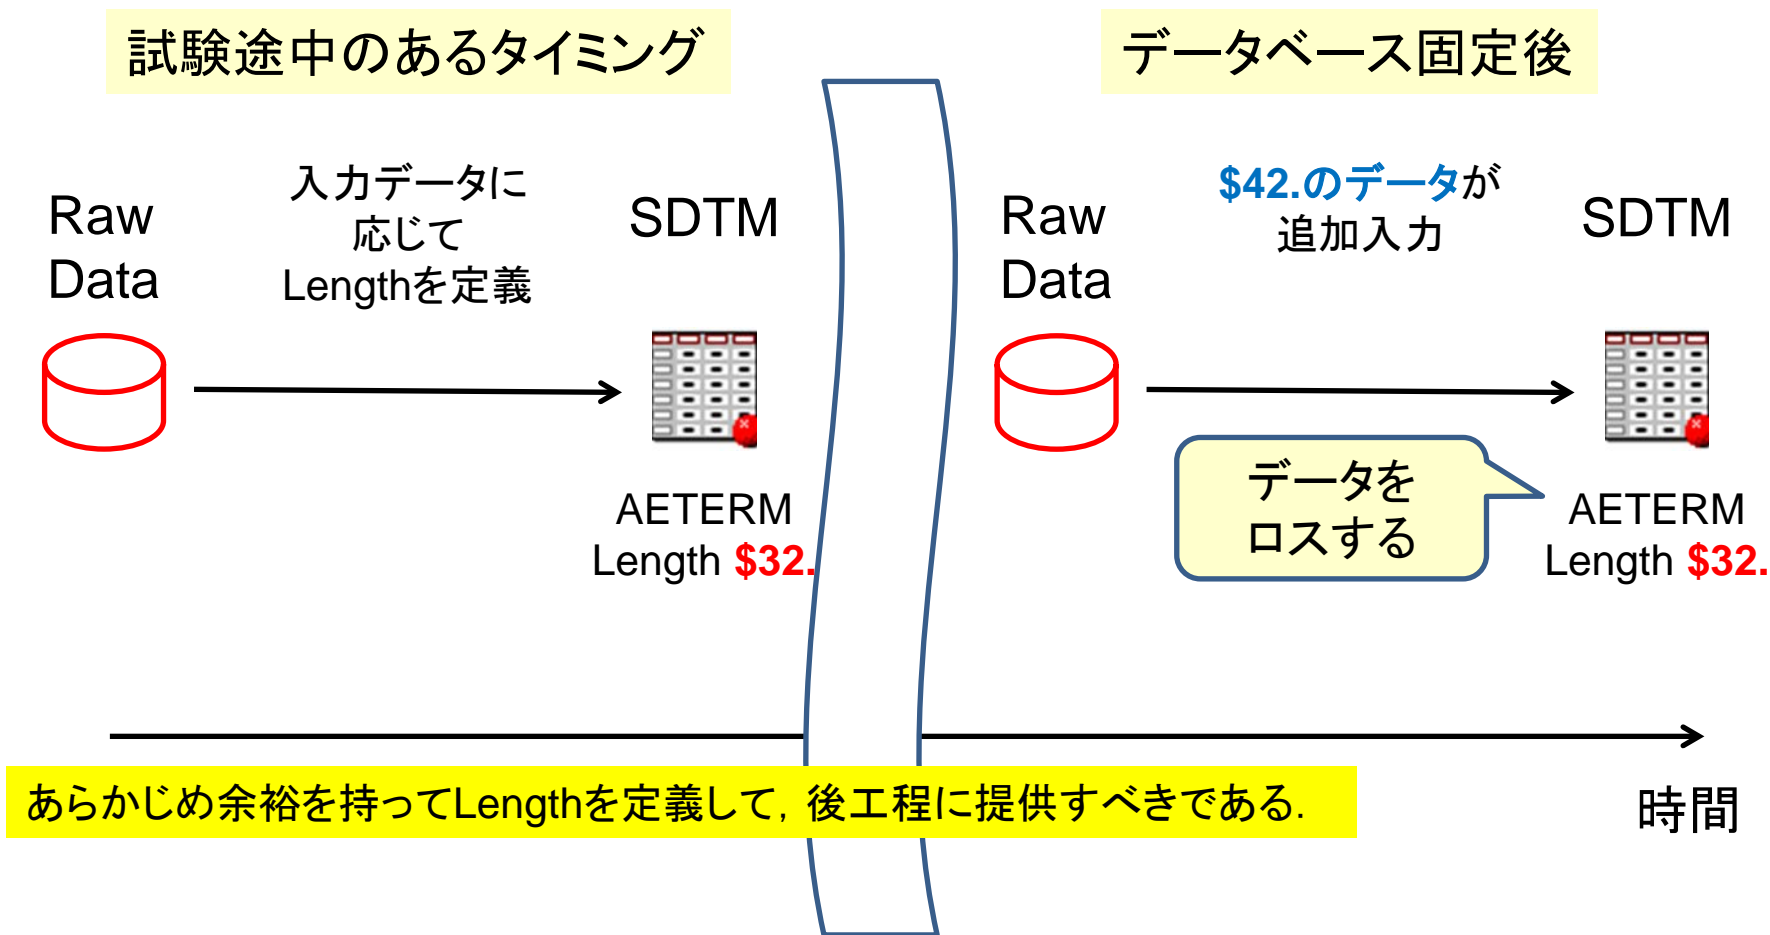 試験途中のあるタイミング
データベース固定後
Raw
Data
入力データに
応じて
Lengthを定義
SDTM
AETERM
Length $32.
Raw
Data
$42.のデータが
追加入力
SDTM
データを
ロスする
AETERM
Length $32.
あらかじめ余裕を持ってLengthを定義して, 後工程に提供すべきである.
時間